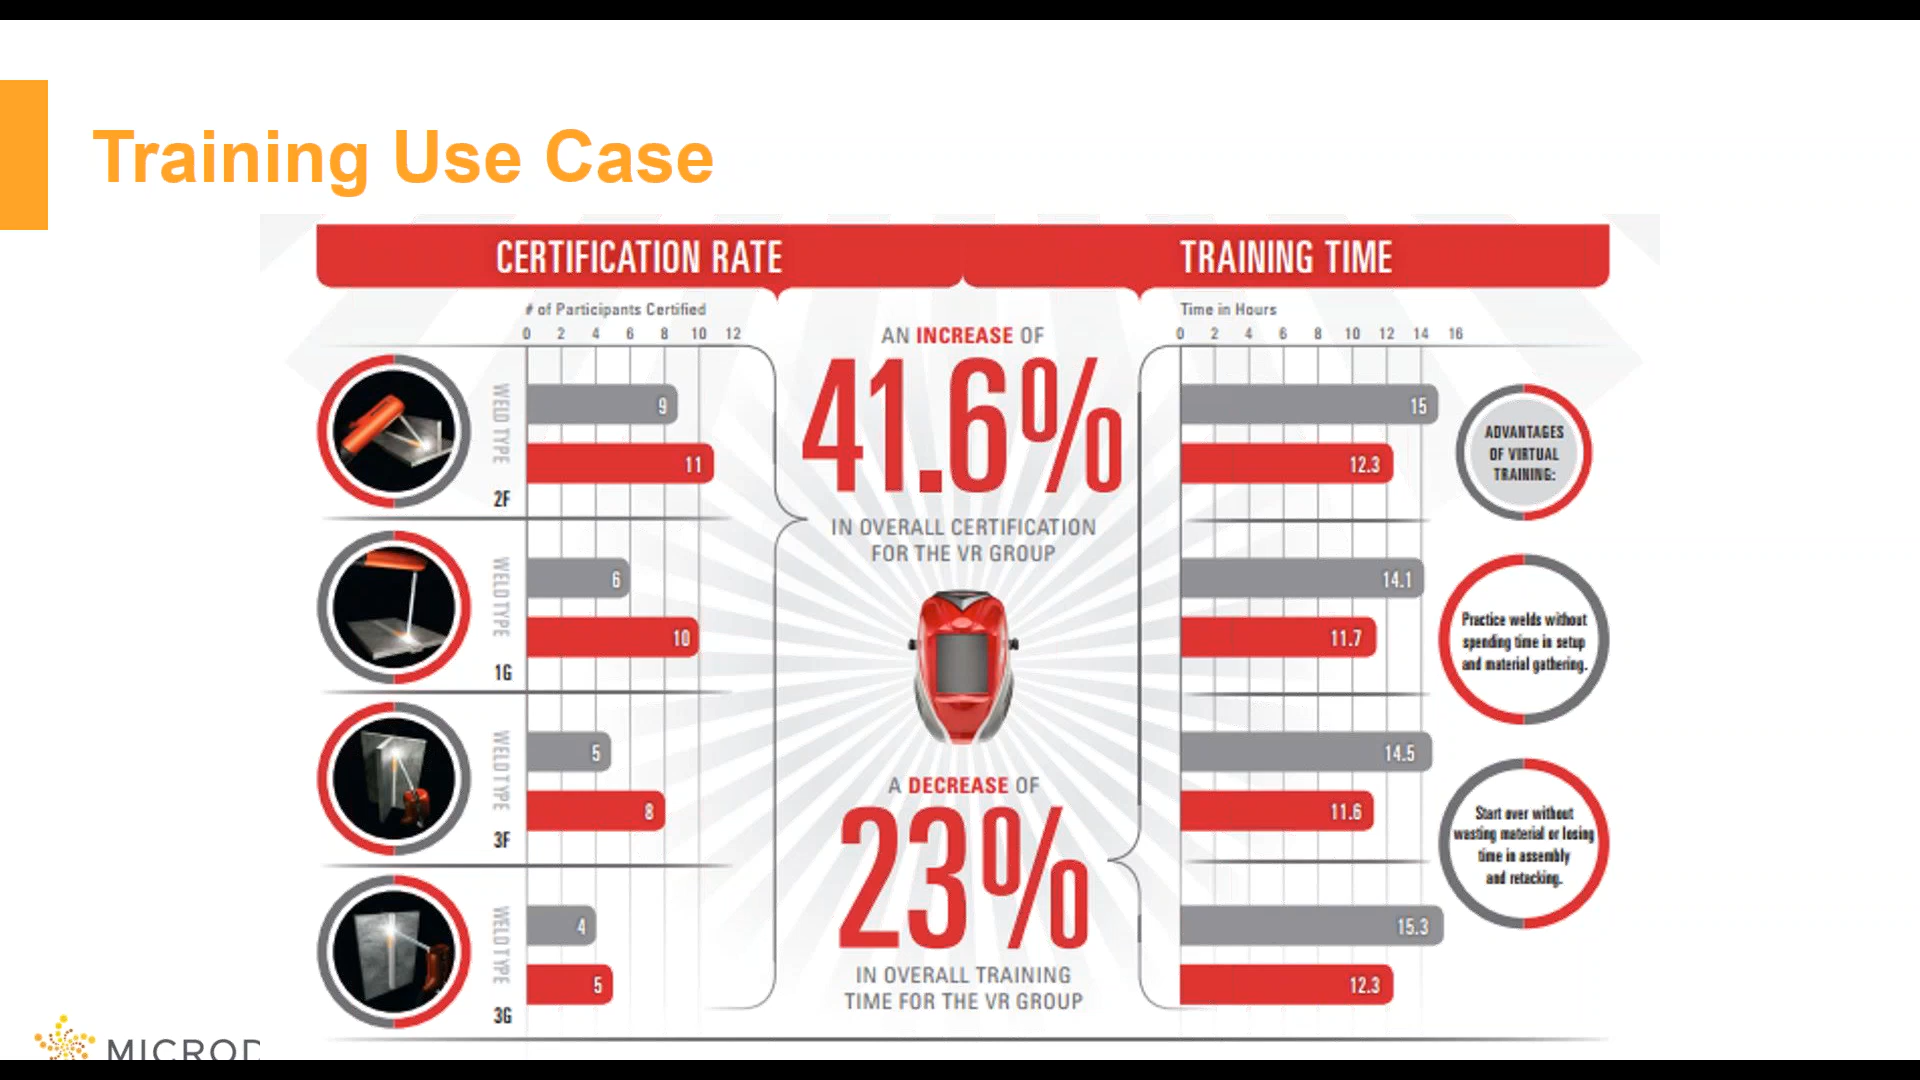 Training Use Case
CERTIFICATION RATE
TRAINING TIME
# of Participants Certified
0 2 4 6 8 10 12
WELD TYPE
2F
9
11
WELD TYPE
1G
6
10
WELD TYPE
3F
5
8
WELD TYPE
3G
4
5
AN INCREASE OF
41.6%
IN OVERALL CERTIFICATION
FOR THE VR GROUP
A DECREASE OF
23%
IN OVERALL TRAINING
TIME FOR THE VR GROUP
Time in Hours
0 2 4 6 8 10 12 14 16
15
12.3
14.1
11.7
14.5
11.6
15.3
12.3
ADVANTAGES
OF VIRTUAL
TRAINING:
Practice welds without
spending time in setup
and material gathering.
Start over without
wasting material or losing
time in assembly
and retacking.